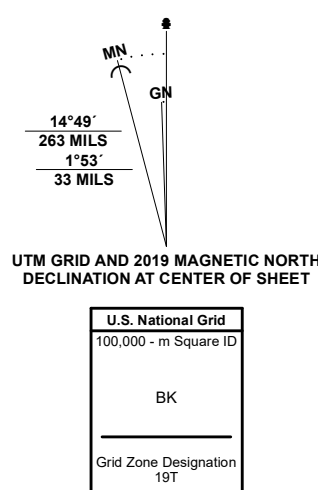 MN
GN
14°49´
263 MILS
1°53´
33 MILS
UTM GRID AND 2019 MAGNETIC NORTH
DECLINATION AT CENTER OF SHEET
U.S. National Grid
100,000 - m Square ID
BK
Grid Zone Designation
19T